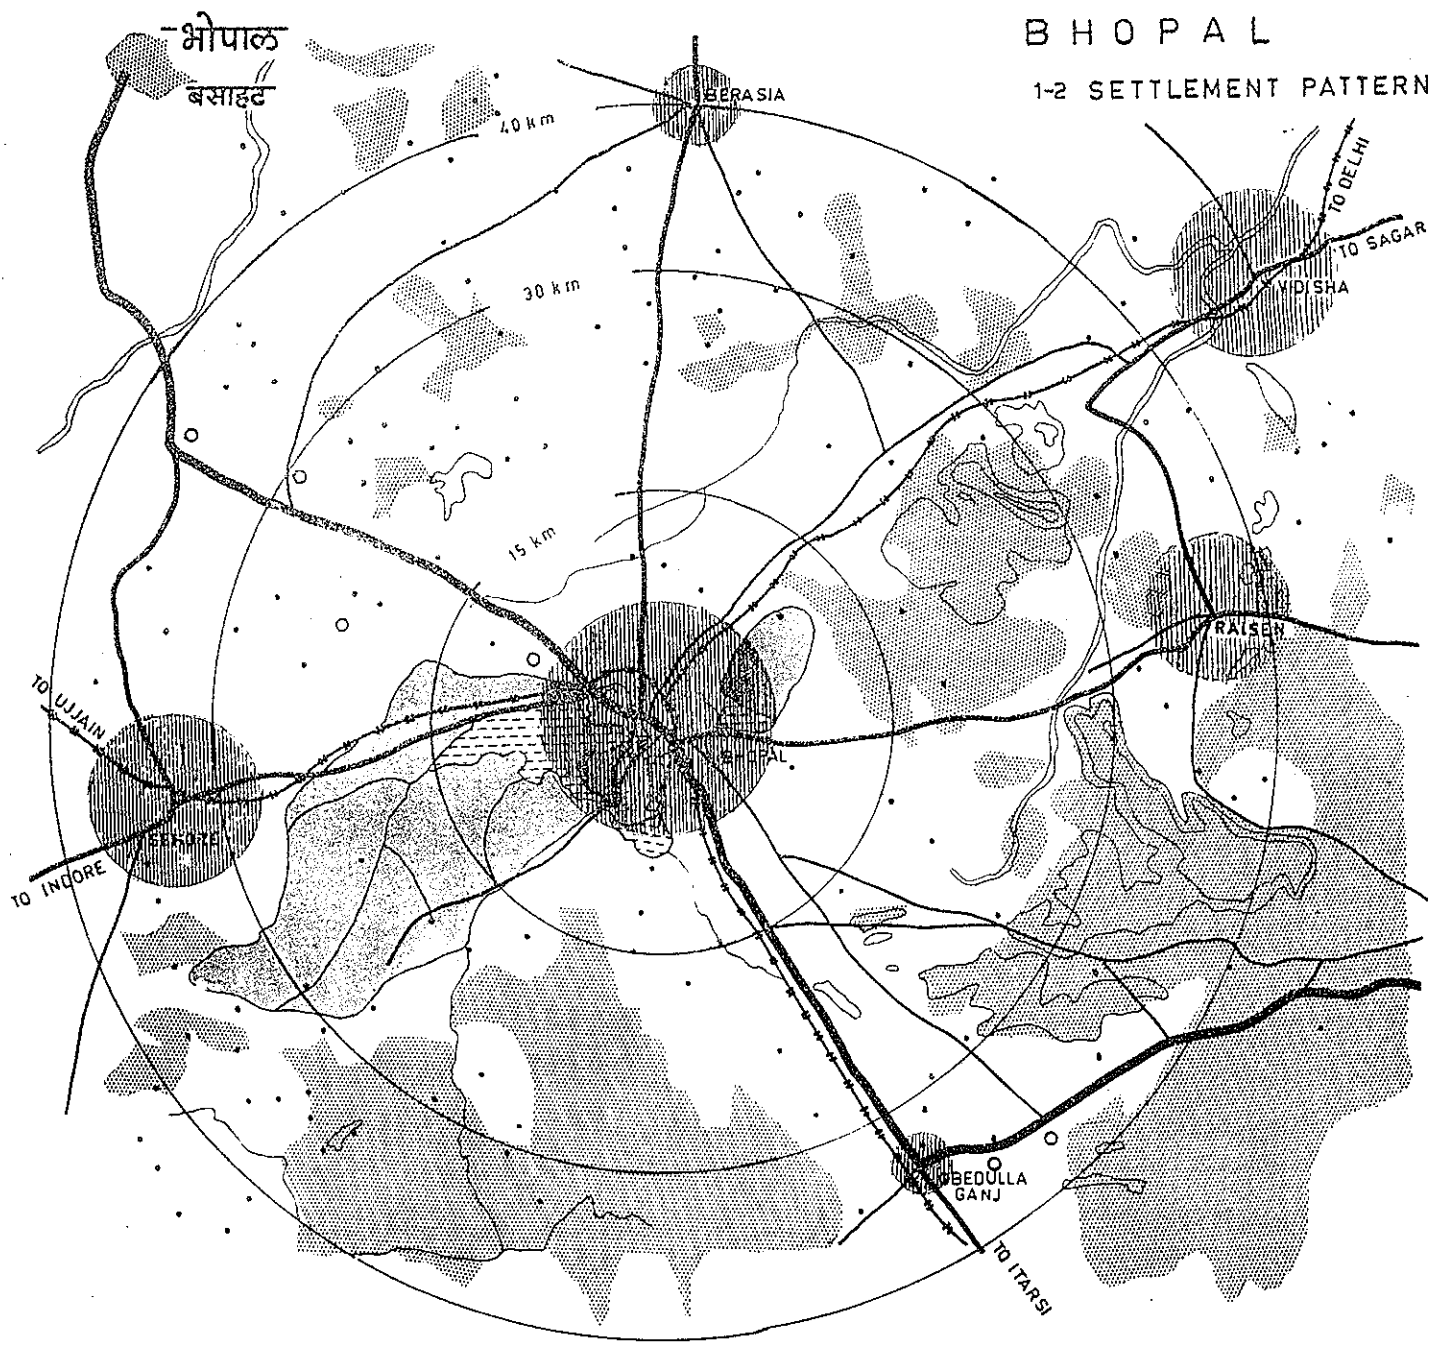 भोपाल
बसाहट
BHOPAL
1-2 SETTLEMENT PATTERN
BERASIA
40 km
TO DELHI
TO SAGAR
VIDISHA
30 km
15 km
RAISEN
TO UJJAIN
BHOPAL
SEHORE
TO INDORE
OBEDULLA
GANJ
TO ITARSI